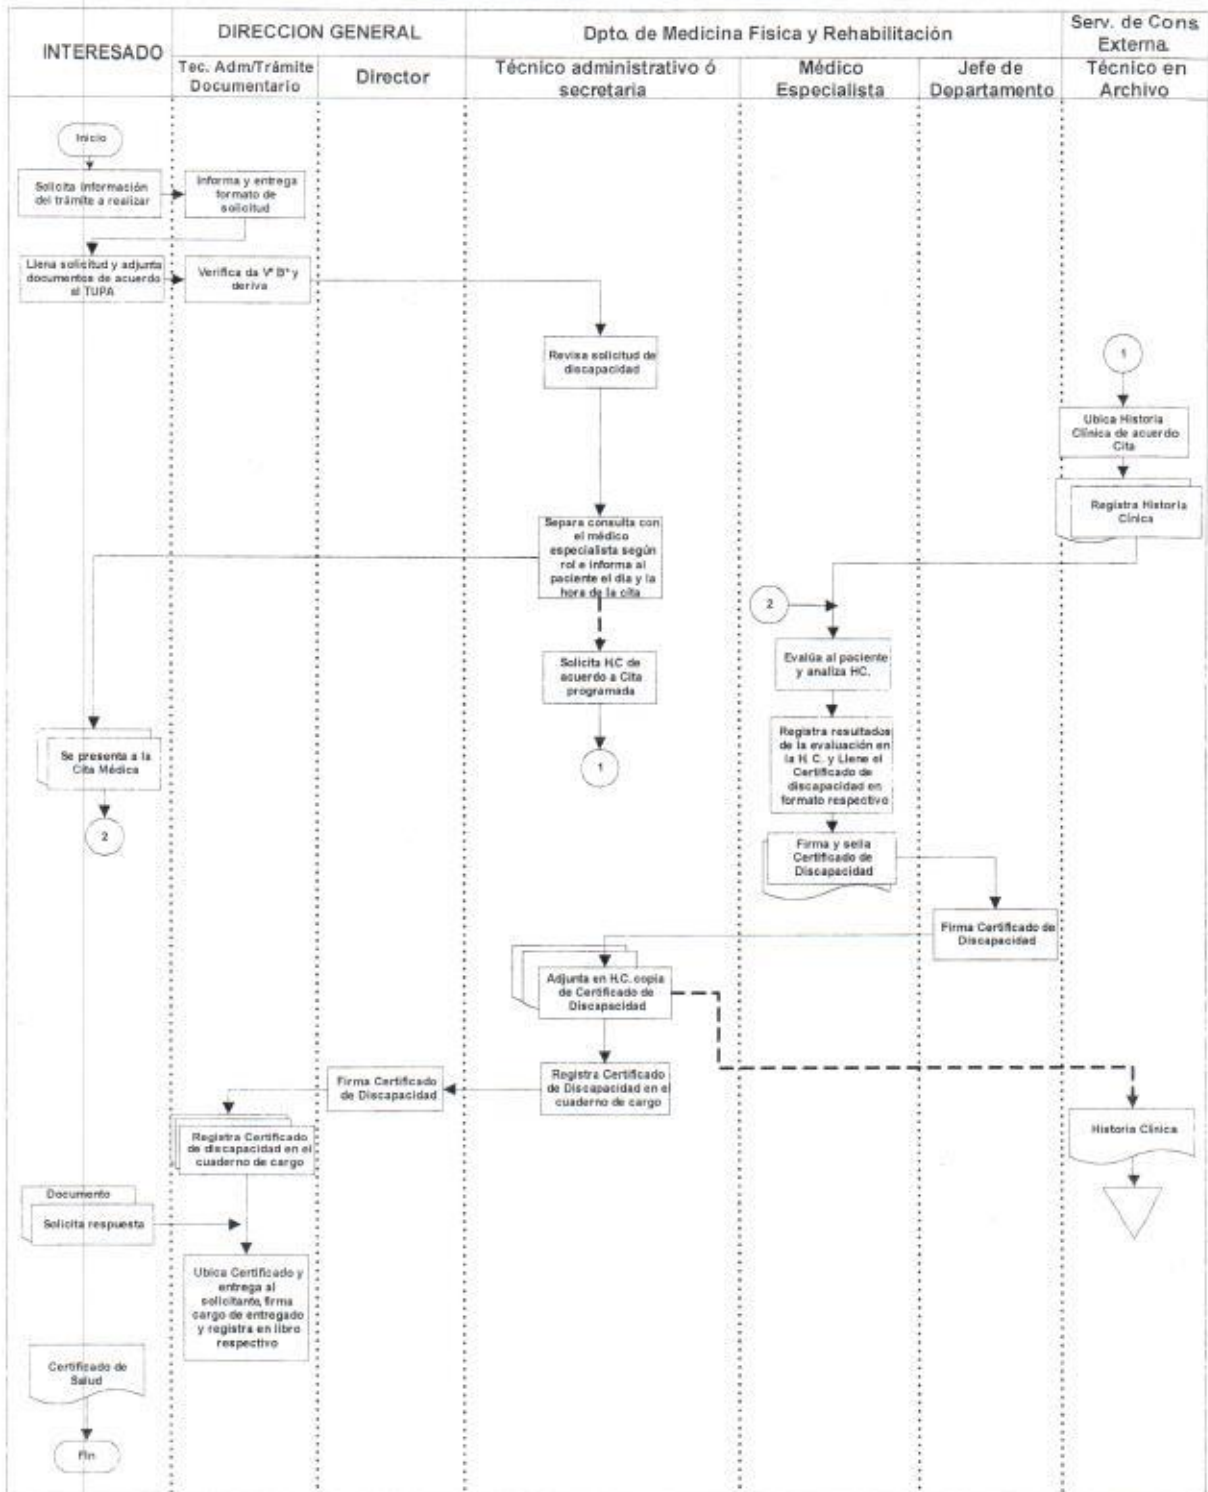 INTERESADO
DIRECCION GENERAL
Dpto. de Medicina Fisica y Rehabilitación
Serv. de Cons
Externa.
Tec. Adm/Trámite
Documentario
Director
Técnico administrativo ó
secretaria
Médico
Especialista
Jefe de
Departamento
Técnico en
Archivo
Inicio
Solicita información
del trámite a realizar
Informa y entrega
formato de
solicitud
Llena solicitud y adjunta
documentos de acuerdo
al TUPA
Verifica da V° B° y
deriva
Revisa solicitud de
discapacidad
1
Ubica Historia
Clínica de acuerdo
Cita
Registra Historia
Cínica
Separa consulta con
el médico
especialista según
rol e informa al
paciente el dia y la
hora de la cita
2
Solicita H.C de
acuerdo a Cita
programada
Evalúa al paciente
y analiza HC.
Se presenta a la
Cita Médica
1
Registra resultados
de la evaluación en
la H. C. y Llene el
Certificado de
discapacidad en
formato respectivo
2
Firma y sella
Certificado de
Discapacidad
Firma Certificado de
Discapacidad
Adjunta en H.C. copia
de Certificado de
Discapacidad
Firma Certificado
de Discapacidad
Registra Certificado
de Discapacidad en el
cuaderno de cargo
Registra Certificado
de discapacidad en el
cuaderno de cargo
Historia Clínica
Documento
Solicita respuesta
Ubica Certificado y
entrega al
solicitante, firma
cargo de entregado
y registra en libro
respectivo
Certificado de
Salud
Fin